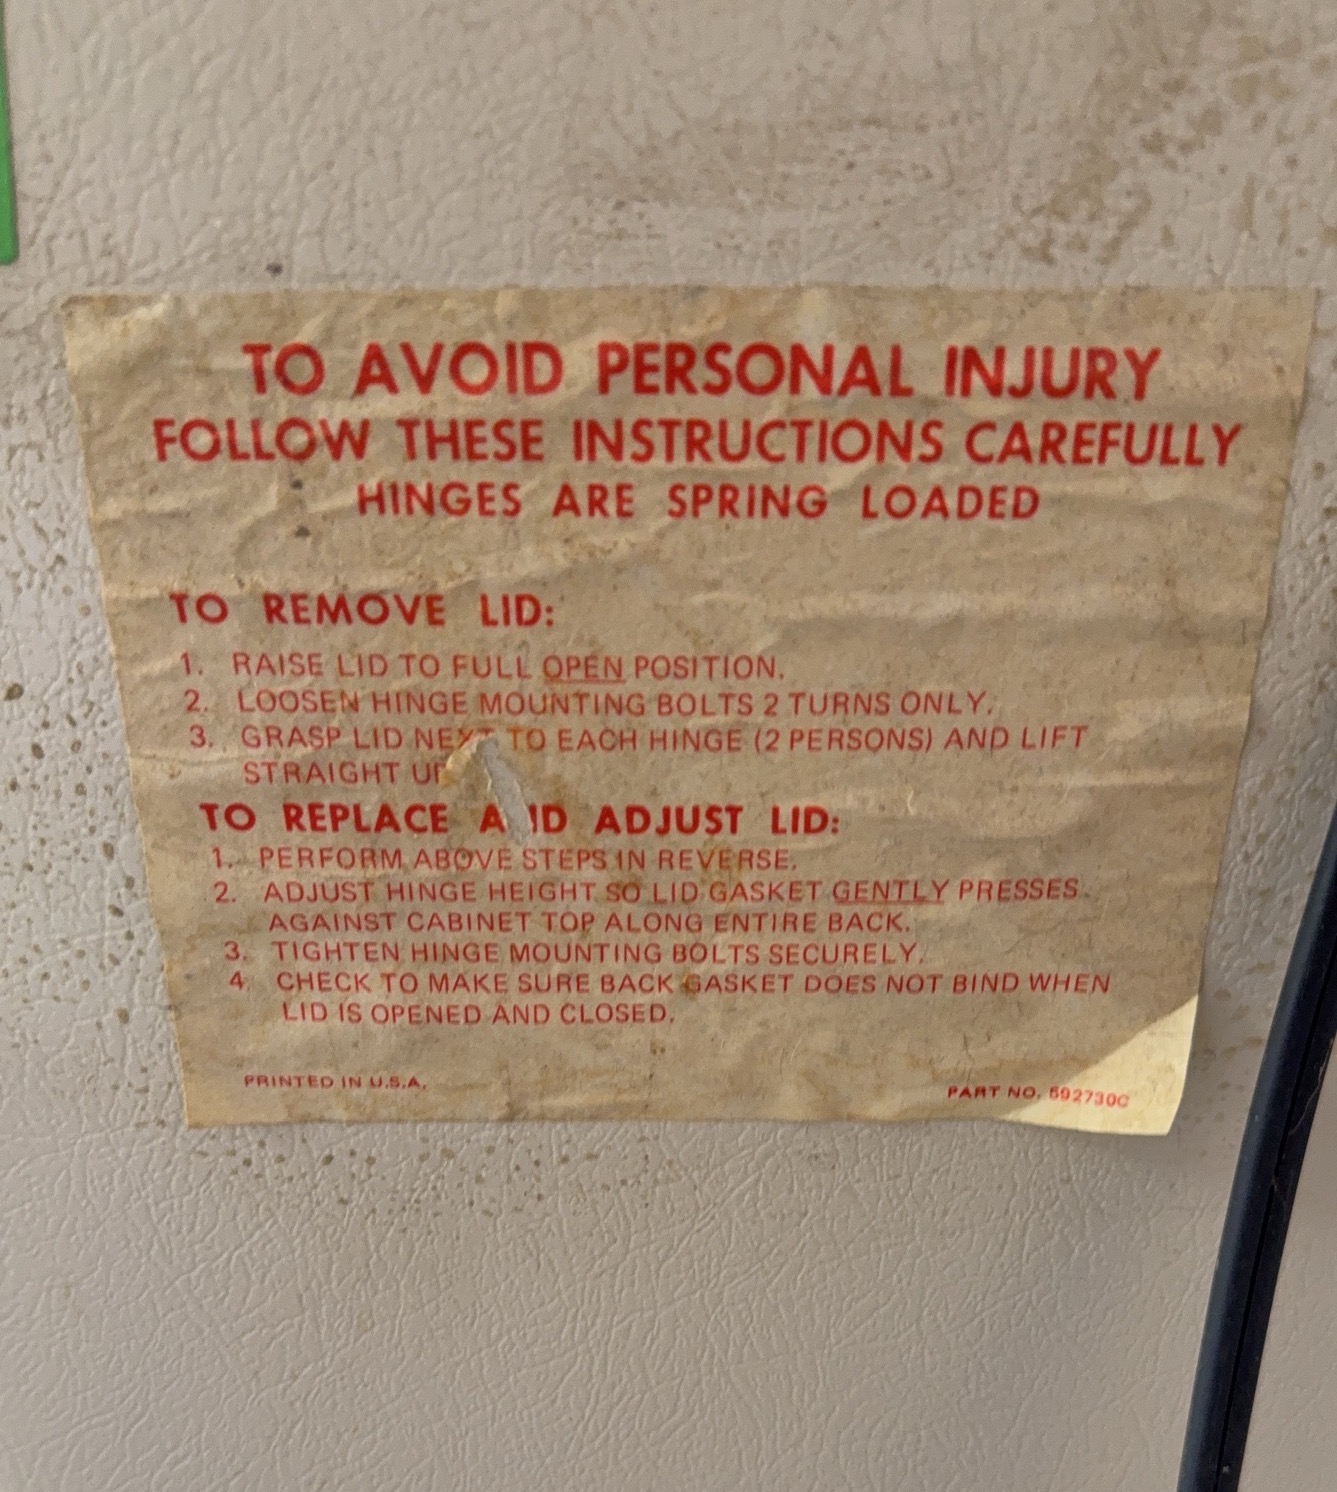 TO AVOID PERSONAL INJURY
FOLLOW THESE INSTRUCTIONS CAREFULLY
HINGES ARE SPRING LOADED
TO REMOVE LID:
1. RAISE LID TO FULL OPEN POSITION.
2. LOOSEN HINGE MOUNTING BOLTS 2 TURNS ONLY.
3. GRASP LID NEXT TO EACH HINGE (2 PERSONS) AND LIFT
STRAIGHT UP
TO REPLACE AND ADJUST LID:
1. PERFORM ABOVE STEPS IN REVERSE.
2. ADJUST HINGE HEIGHT SO LID GASKET GENTLY PRESSES
AGAINST CABINET TOP ALONG ENTIRE BACK.
3. TIGHTEN HINGE MOUNTING BOLTS SECURELY.
4. CHECK TO MAKE SURE BACK GASKET DOES NOT BIND WHEN
LID IS OPENED AND CLOSED.
PRINTED IN U.S.A.
PART NO. 592730C